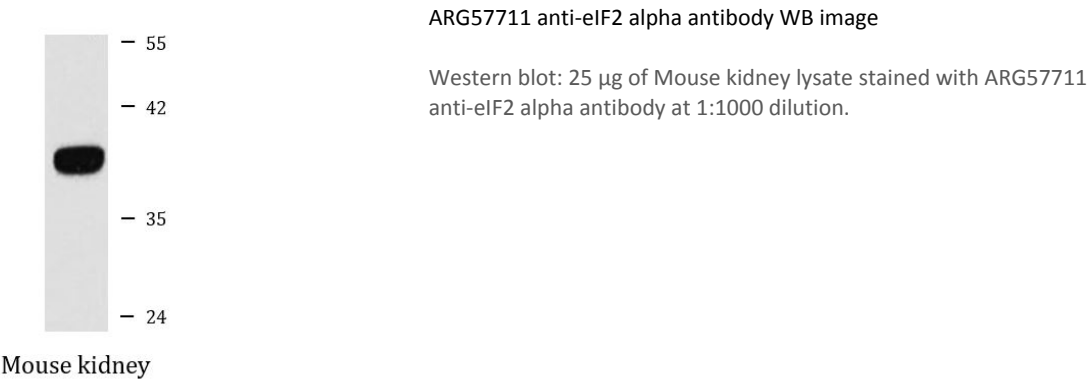 ARG57711 anti-eIF2 alpha antibody WB image
Western blot: 25 µg of Mouse kidney lysate stained with ARG57711
anti-eIF2 alpha antibody at 1:1000 dilution.
55
42
35
24
Mouse kidney